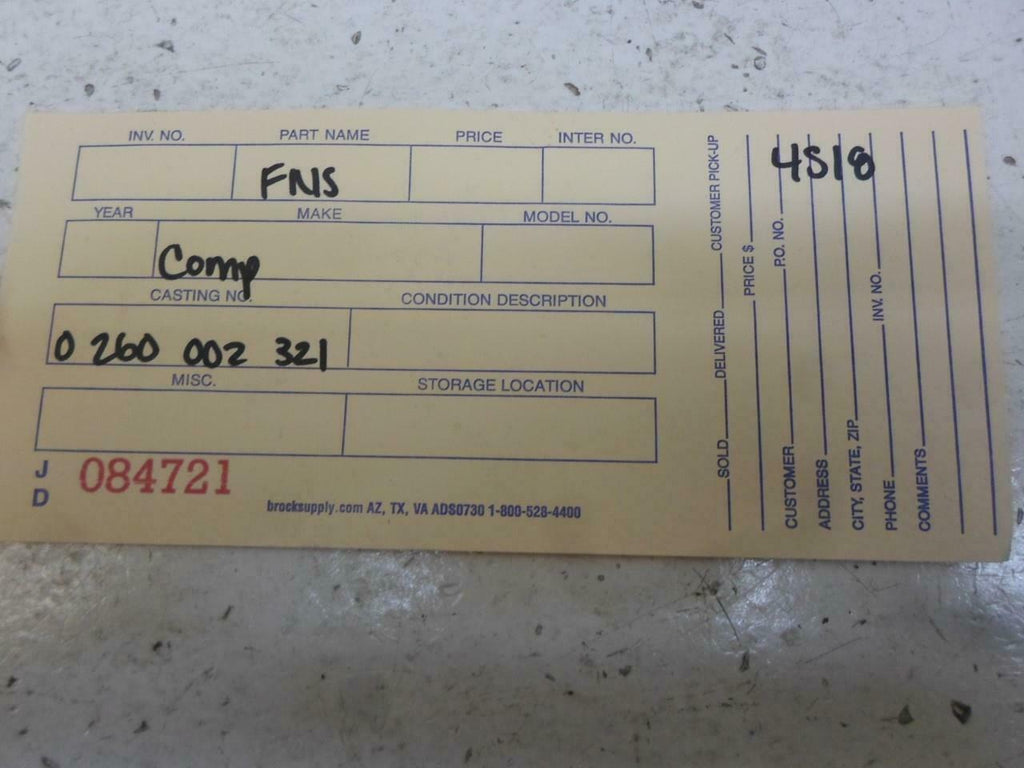 INV. NO. PART NAME PRICE INTER NO.
FNS
YEAR MAKE MODEL NO.
Comp
CASTING NO. CONDITION DESCRIPTION
0 260 002 321
MISC. STORAGE LOCATION
J D 084721
brocksupply.com AZ, TX, VA ADS0730 1-800-528-4400
SOLD DELIVERED CUSTOMER PICK-UP
PRICE $
CUSTOMER P.O. NO.
ADDRESS
CITY, STATE, ZIP
PHONE INV. NO.
COMMENTS
4518